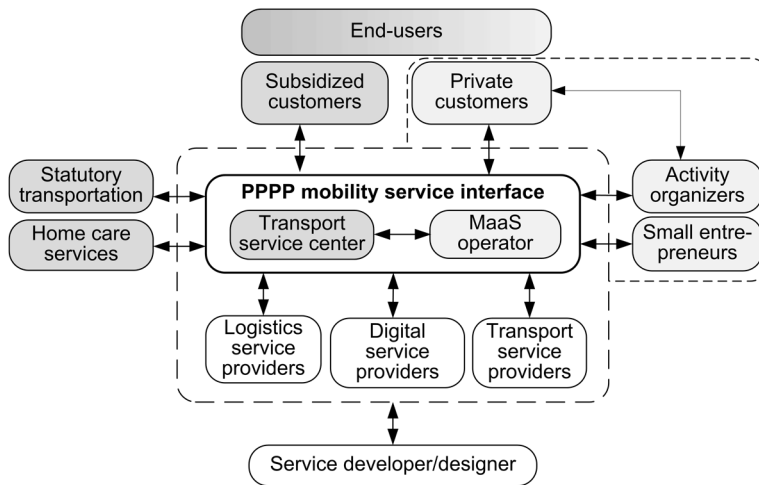 End-users
Subsidized
customers
Private
customers
Statutory
transportation
PPPP mobility service interface
Activity
organizers
Home care
services
Transport
service center
MaaS
operator
Small entre-
preneurs
Logistics
service
providers
Digital
service
providers
Transport
service
providers
Service developer/designer